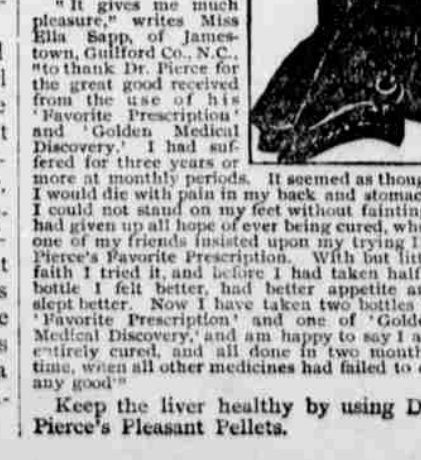 "It gives me much
pleasure," writes Miss
Ella Sapp, of James-
town, Guilford Co., N.C.,
"to thank Dr. Pierce for
the great good received
from the use of his
'Favorite Prescription'
and 'Golden Medical
Discovery.' I had suf-
fered for three years or
more at monthly periods. It seemed as thoug
I would die with pain in my back and stomac
I could not stand on my feet without fainting
had given up all hope of ever being cured, wh
one of my friends insisted upon my trying
Pierce's Favorite Prescription. With but litt
faith I tried it, and before I had taken half
bottle I felt better, had better appetite a
slept better. Now I have taken two bottles
'Favorite Prescription' and one of 'Golde
Medical Discovery,' and am happy to say I a
entirely cured, and all done in two month
time, when all other medicines had failed to
any good"
Keep the liver healthy by using D
Pierce's Pleasant Pellets.